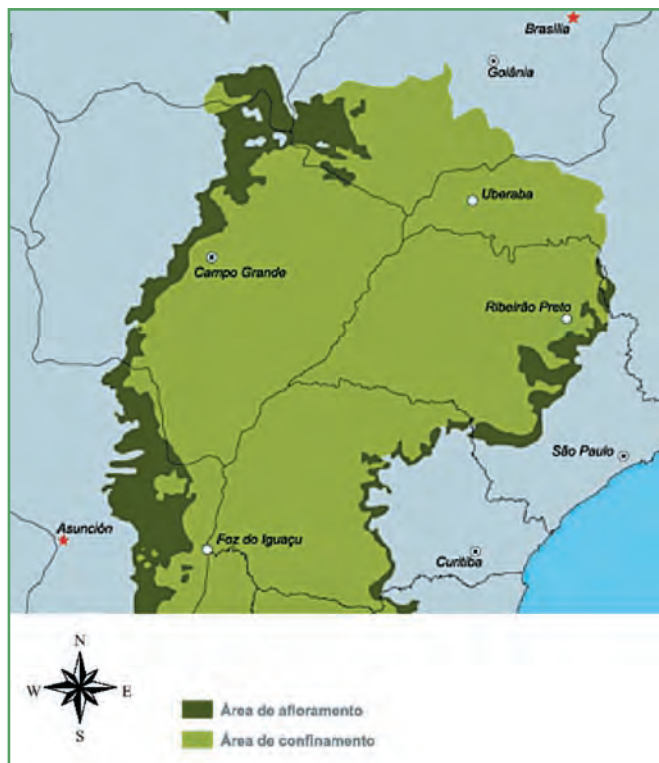 Brasília
Goiânia
Uberaba
Campo Grande
Ribeirão Preto
São Paulo
Asunción
Foz do Iguaçu
Curitiba
N
W E
S
Área de afloramento
Área de confinamento